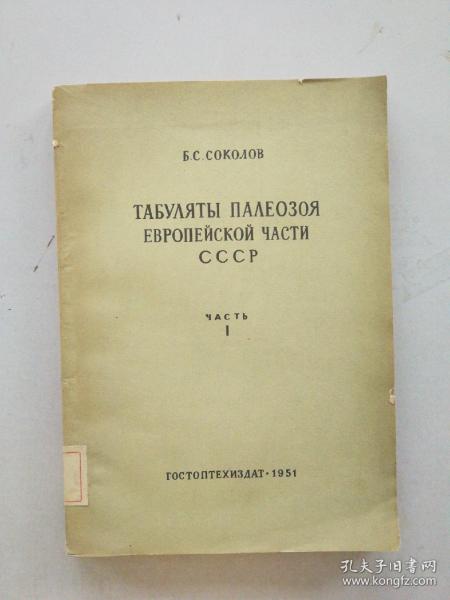 Б.С.СОКОЛОВ
ТАБУЛЯТЫ ПАЛЕОЗОЯ
ЕВРОПЕЙСКОЙ ЧАСТИ
СССР
ЧАСТЬ
I
ГОСТОПТЕХИЗДАТ·1951
孔夫子旧书网
www.kongfz.com